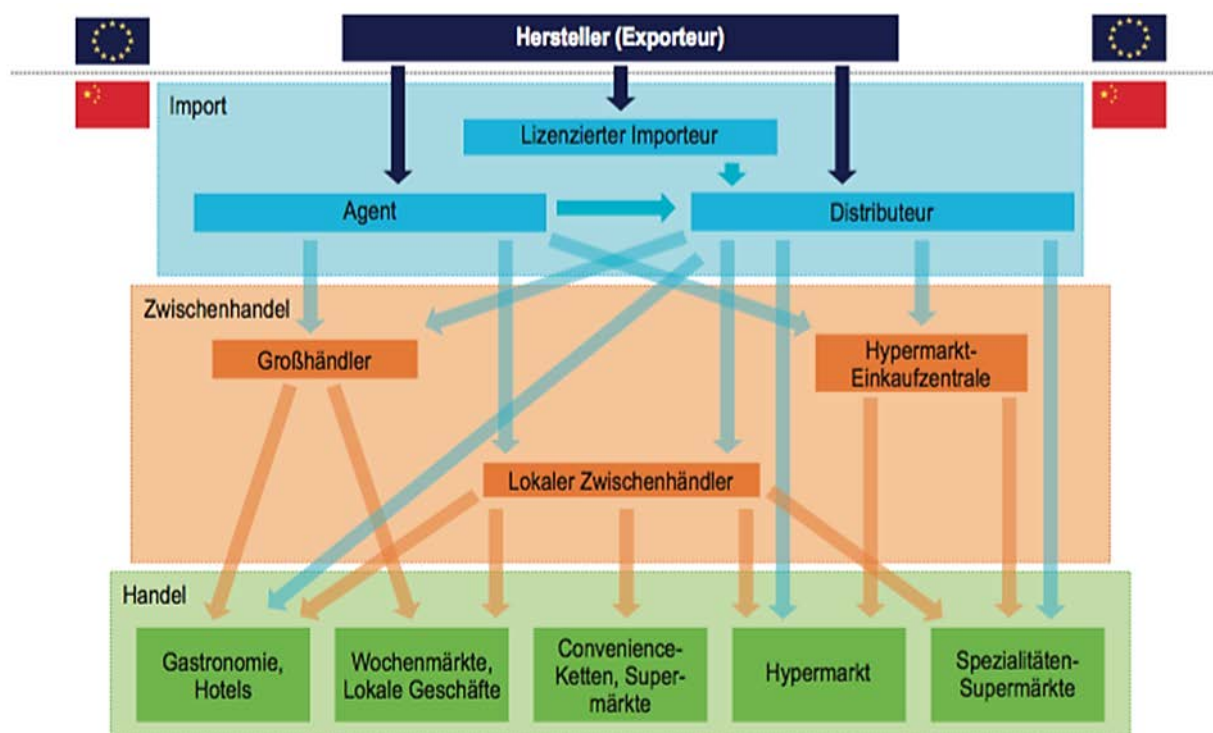 Hersteller (Exporteur)
Import
Lizenzierter Importeur
Agent
Distributeur
Zwischenhandel
Großhändler
Hypermarkt-
Einkaufzentrale
Lokaler Zwischenhändler
Handel
Gastronomie,
Hotels
Wochenmärkte,
Lokale Geschäfte
Convenience-
Ketten, Super-
märkte
Hypermarkt
Spezialitäten-
Supermärkte